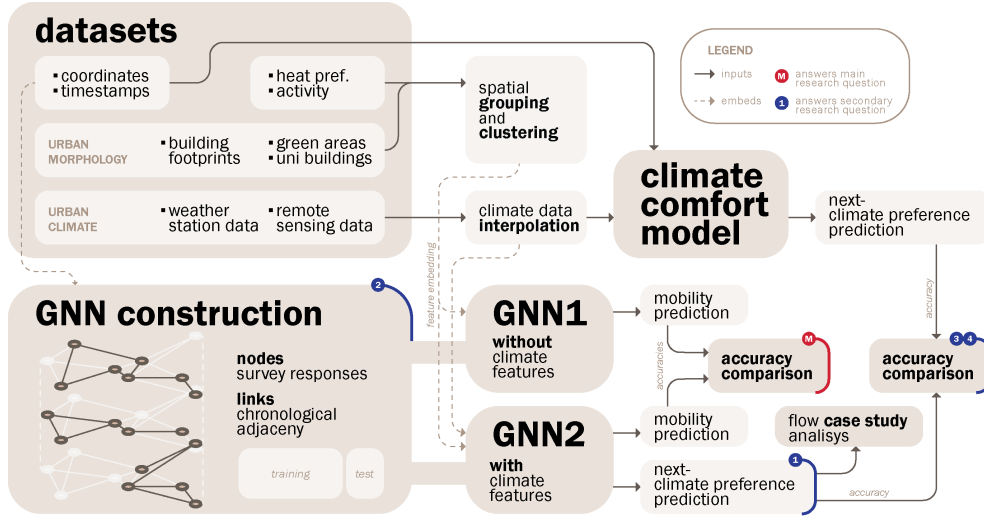 datasets
▪ coordinates
▪ timestamps
▪ heat pref.
▪ activity
URBAN
MORPHOLOGY
▪ building
footprints
▪ green areas
▪ uni buildings
URBAN
CLIMATE
▪ weather
station data
▪ remote
sensing data
spatial
grouping
and
clustering
climate data
interpolation
LEGEND
inputs
embeds
M answers main
research question
1 answers secondary
research question
climate
comfort
model
next-
climate preference
prediction
feature embedding
accuracy
2
GNN construction
nodes
survey responses
links
chronological
adjaceny
training
test
GNN1
without
climate
features
GNN2
with
climate
features
mobility
prediction
accuracies
M
accuracy
comparison
3 4
accuracy
comparison
mobility
prediction
flow case study
analisys
1
next-
climate preference
prediction
accuracy